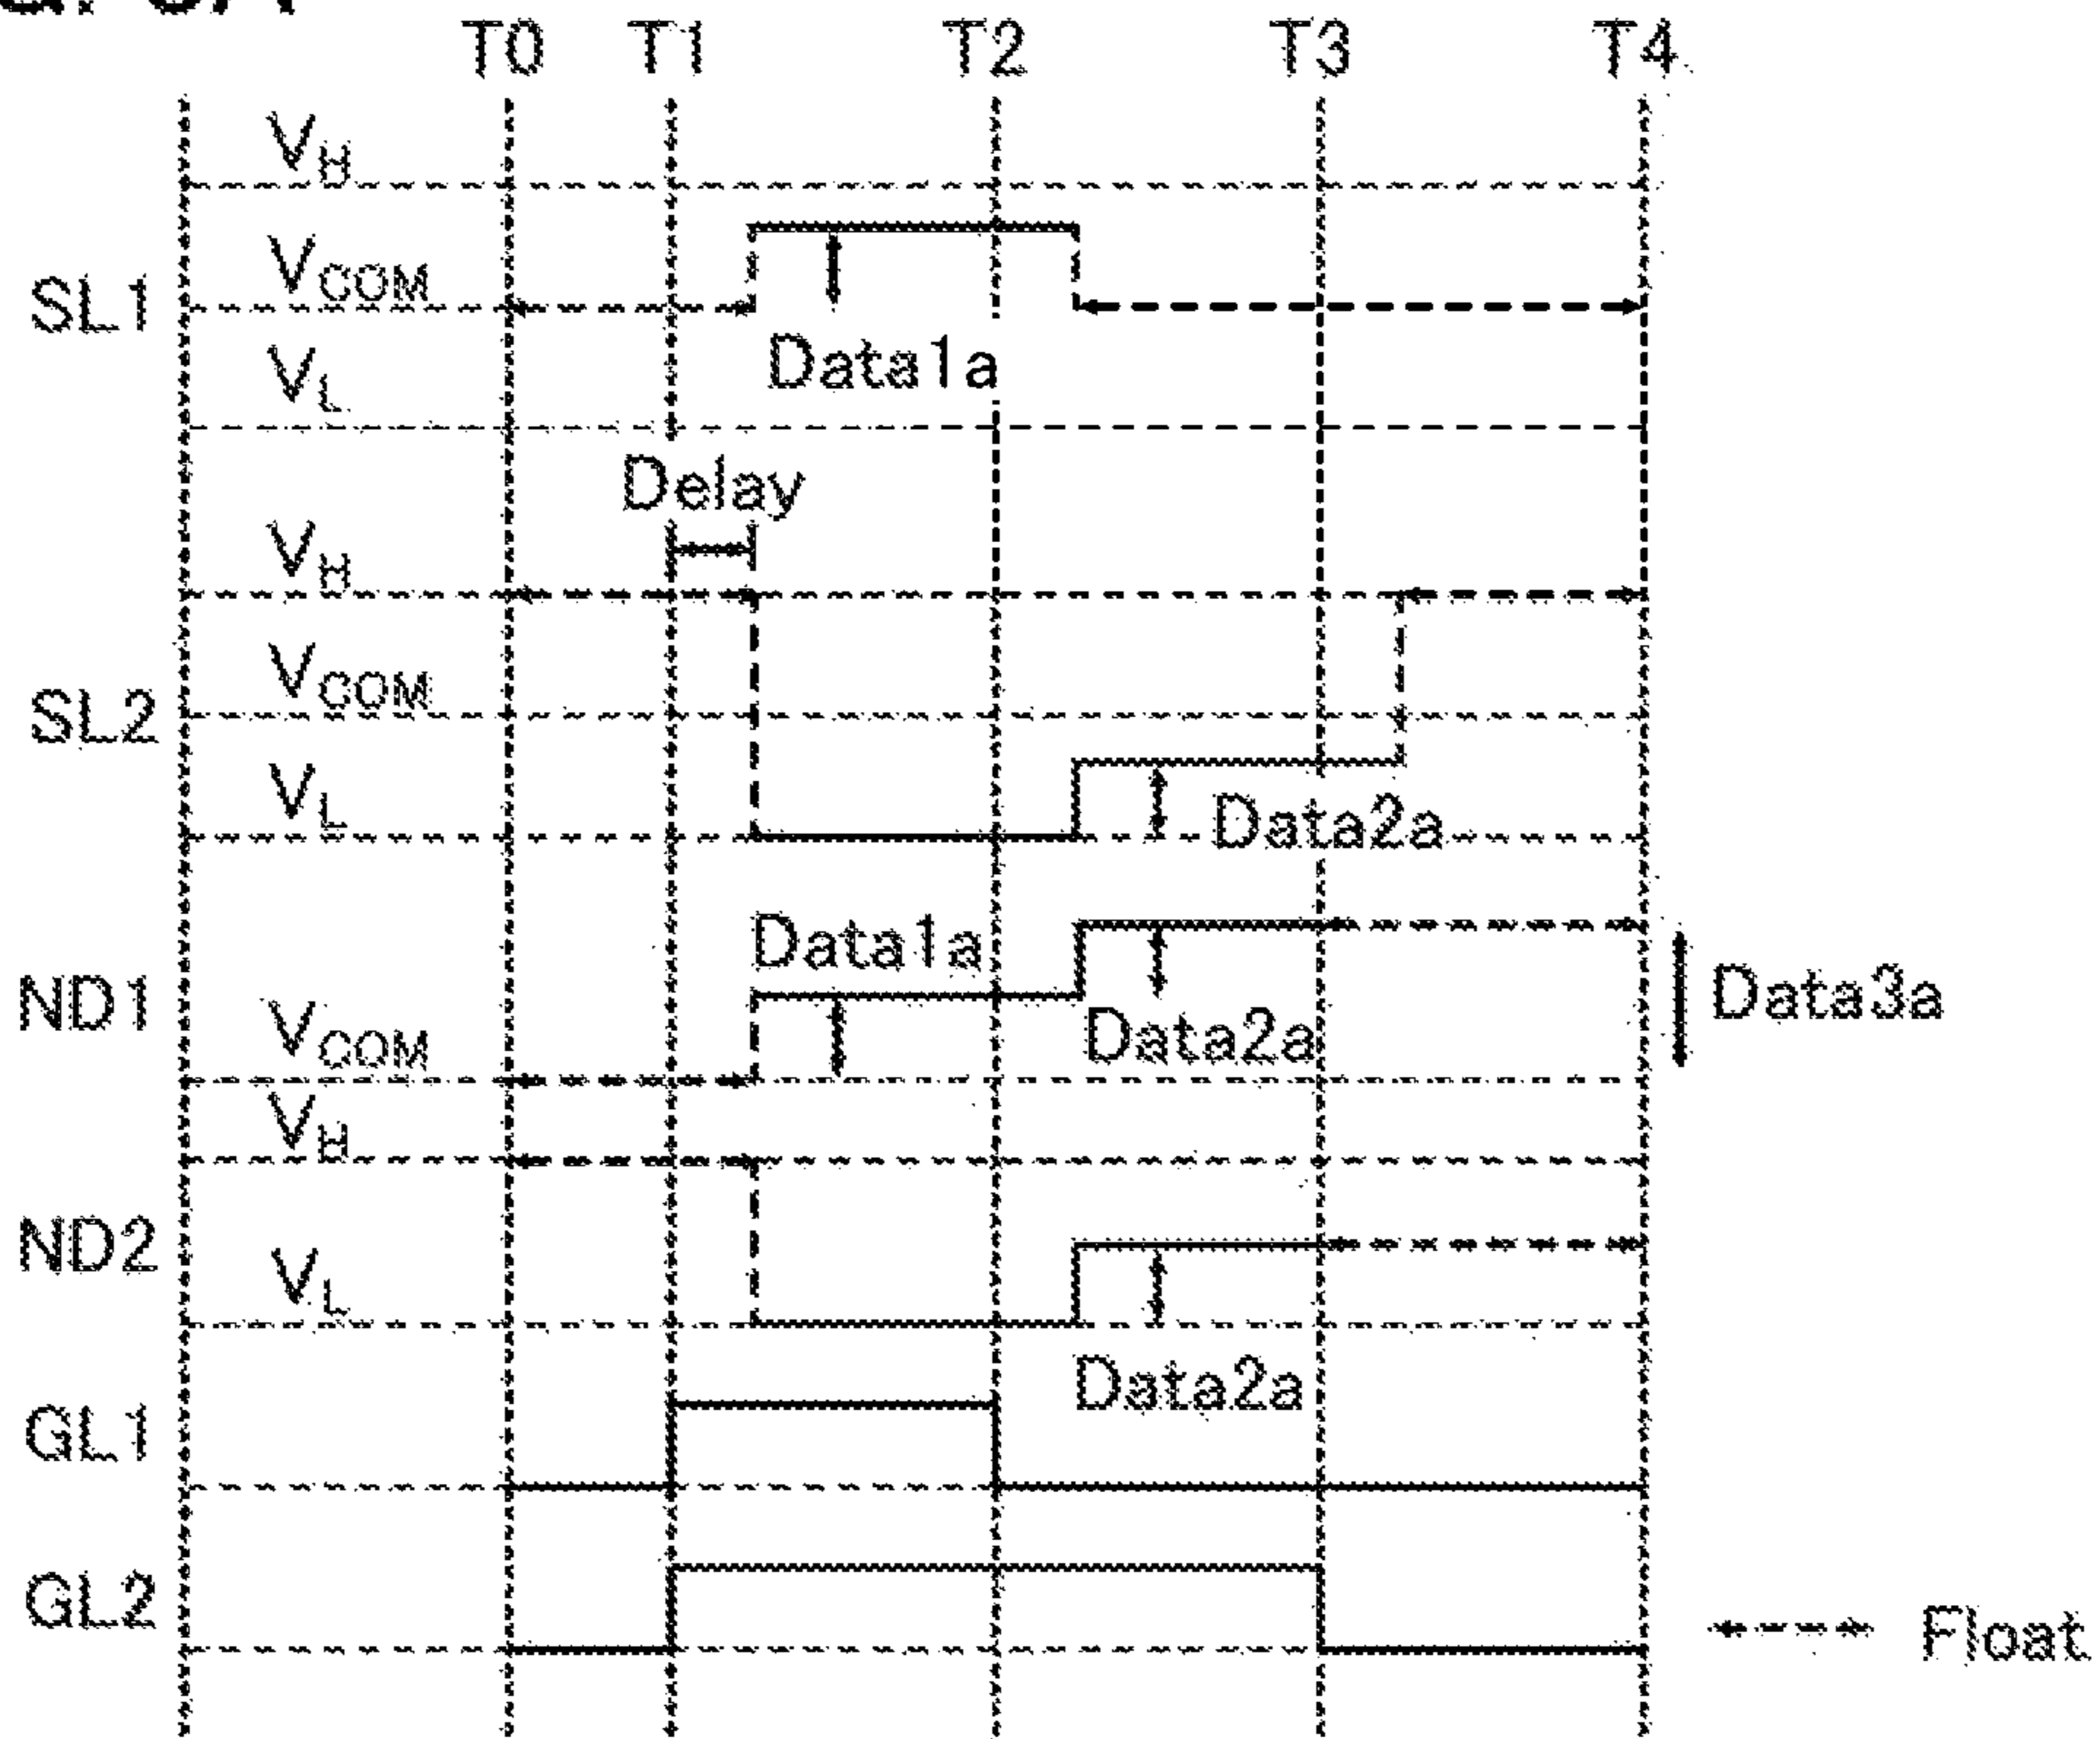 T0 T1 T2 T3 T4
VH
SL1 VCOM
Data1a
VL
Delay
VH
SL2 VCOM
VL
Data2a
Data1a
ND1 VCOM
Data2a
Data3a
VH
ND2
VL
Data2a
GL1
GL2
Float